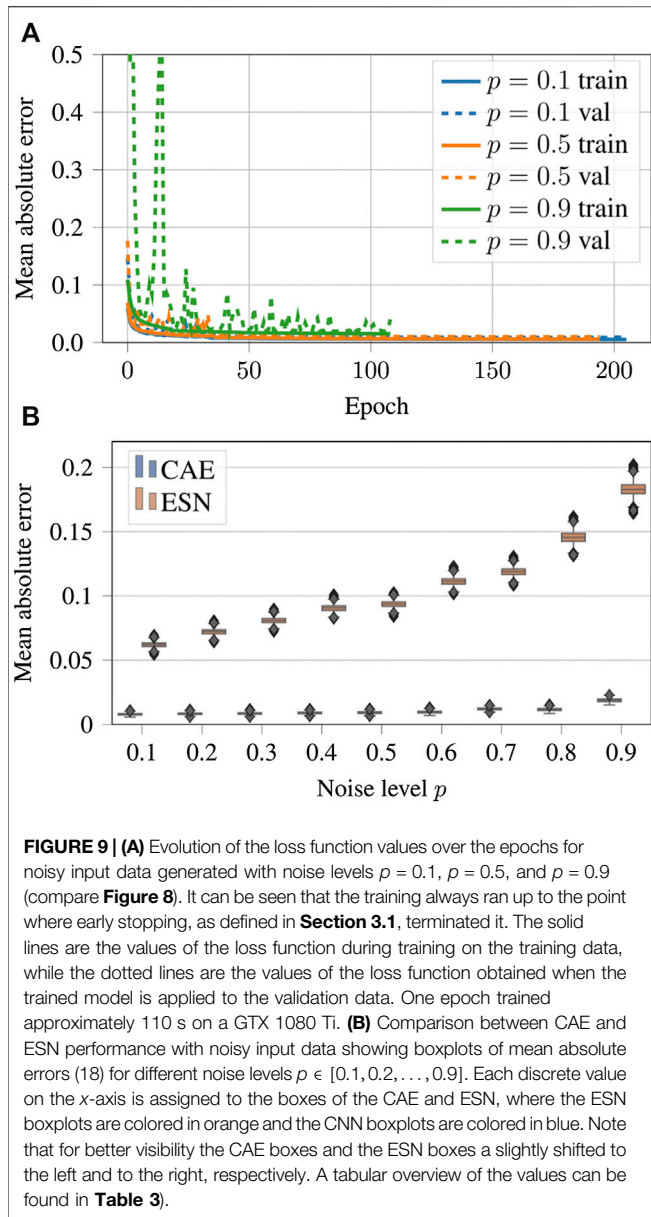 A
Mean absolute error
0.5
0.4
0.3
0.2
0.1
0.0
p = 0.1 train
p = 0.1 val
p = 0.5 train
p = 0.5 val
p = 0.9 train
p = 0.9 val
0 50 100 150 200
Epoch
B
Mean absolute error
0.2
0.15
0.1
0.05
0
CAE
ESN
0.1 0.2 0.3 0.4 0.5 0.6 0.7 0.8 0.9
Noise level p
FIGURE 9 | (A) Evolution of the loss function values over the epochs for
noisy input data generated with noise levels p = 0.1, p = 0.5, and p = 0.9
(compare Figure 8). It can be seen that the training always ran up to the point
where early stopping, as defined in Section 3.1, terminated it. The solid
lines are the values of the loss function during training on the training data,
while the dotted lines are the values of the loss function obtained when the
trained model is applied to the validation data. One epoch trained
approximately 110 s on a GTX 1080 Ti. (B) Comparison between CAE and
ESN performance with noisy input data showing boxplots of mean absolute
errors (18) for different noise levels p ∈ [0.1, 0.2, . . . , 0.9]. Each discrete value
on the x-axis is assigned to the boxes of the CAE and ESN, where the ESN
boxplots are colored in orange and the CNN boxplots are colored in blue. Note
that for better visibility the CAE boxes and the ESN boxes a slightly shifted to
the left and to the right, respectively. A tabular overview of the values can be
found in Table 3).